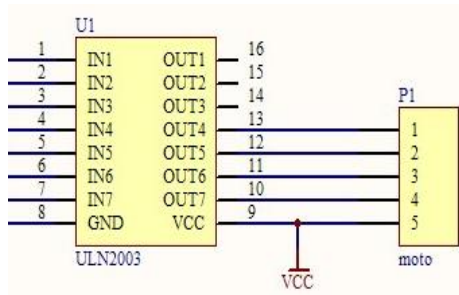 U1
1 IN1 OUT1 16
2 IN2 OUT2 15
3 IN3 OUT3 14
P1
4 IN4 OUT4 13 1
5 IN5 OUT5 12 2
6 IN6 OUT6 11 3
7 IN7 OUT7 10 4
8 GND VCC 9 5
ULN2003 moto
VCC